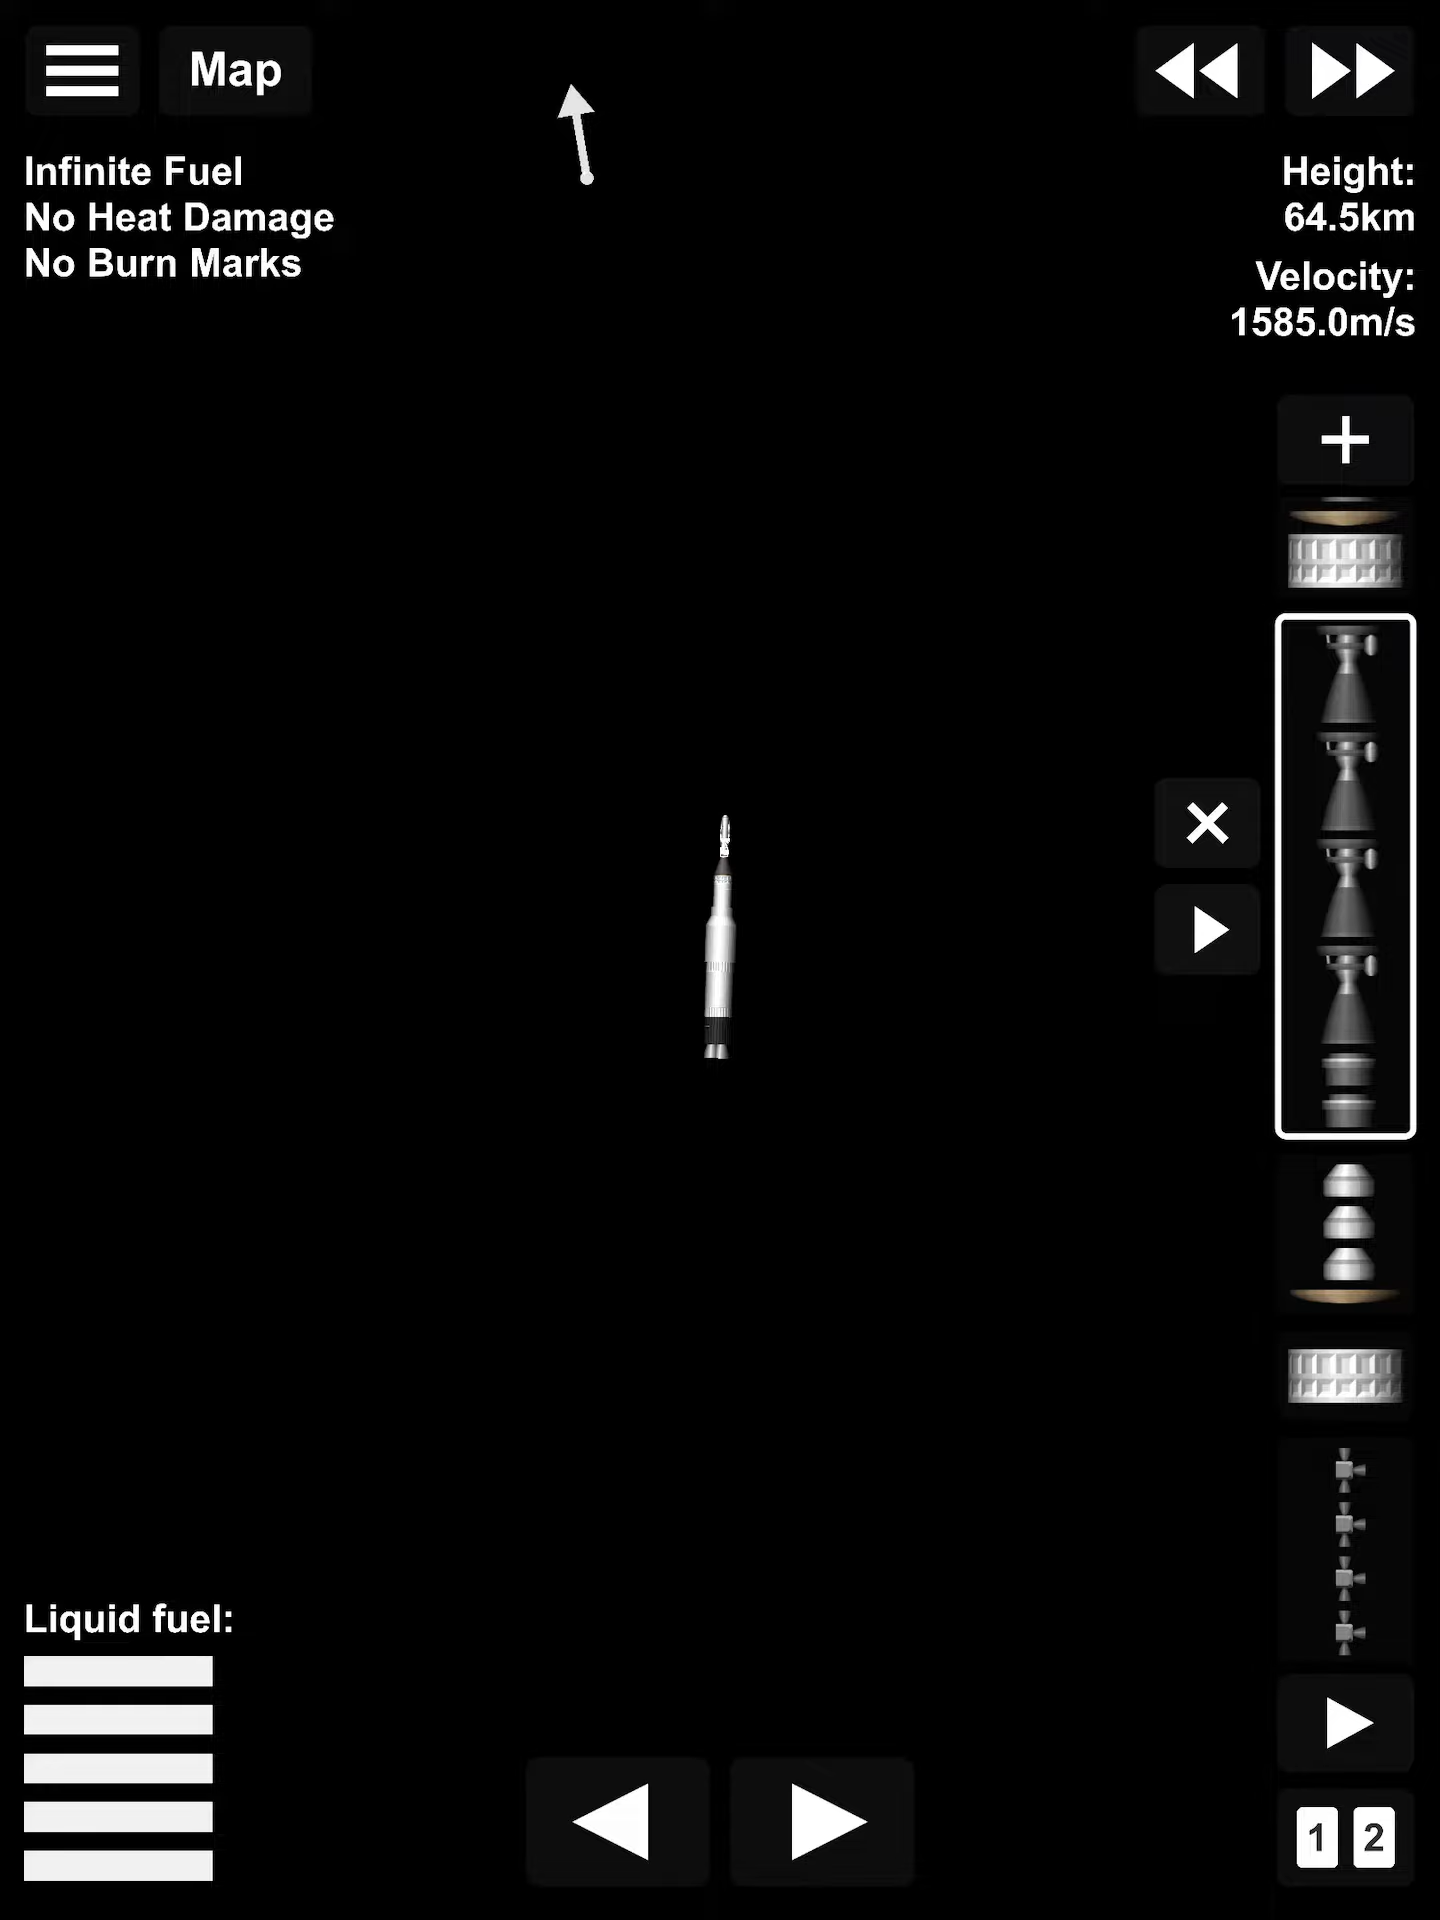 Map
Infinite Fuel
No Heat Damage
No Burn Marks
Height:
64.5km
Velocity:
1585.0m/s
Liquid fuel:
1 2